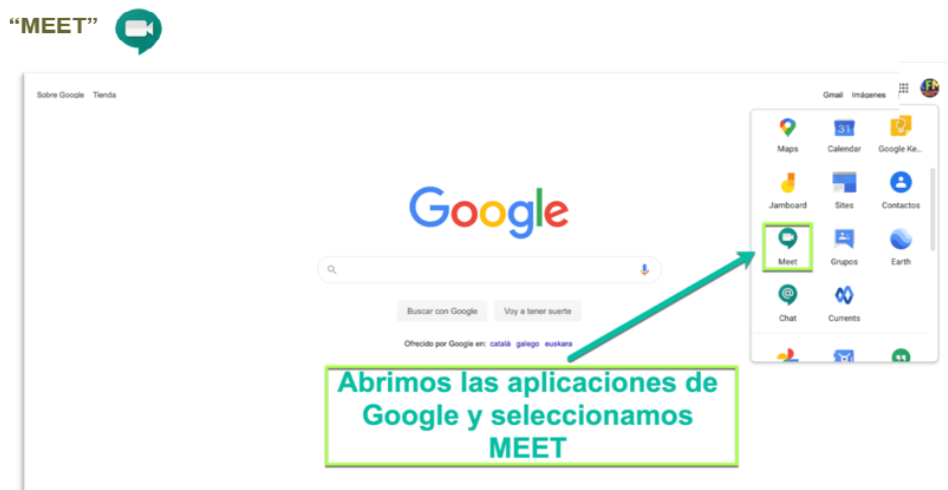 “MEET”
Sobre Google Tienda
Gmail Imágenes
31
Maps Calendar Google Ke...
Jamboard Sites Contactos
Google
Meet Grupos Earth
Buscar con Google Voy a tener suerte
Chat Currents
Ofrecido por Google en: català galego euskara
Abrimos las aplicaciones de
Google y seleccionamos
MEET